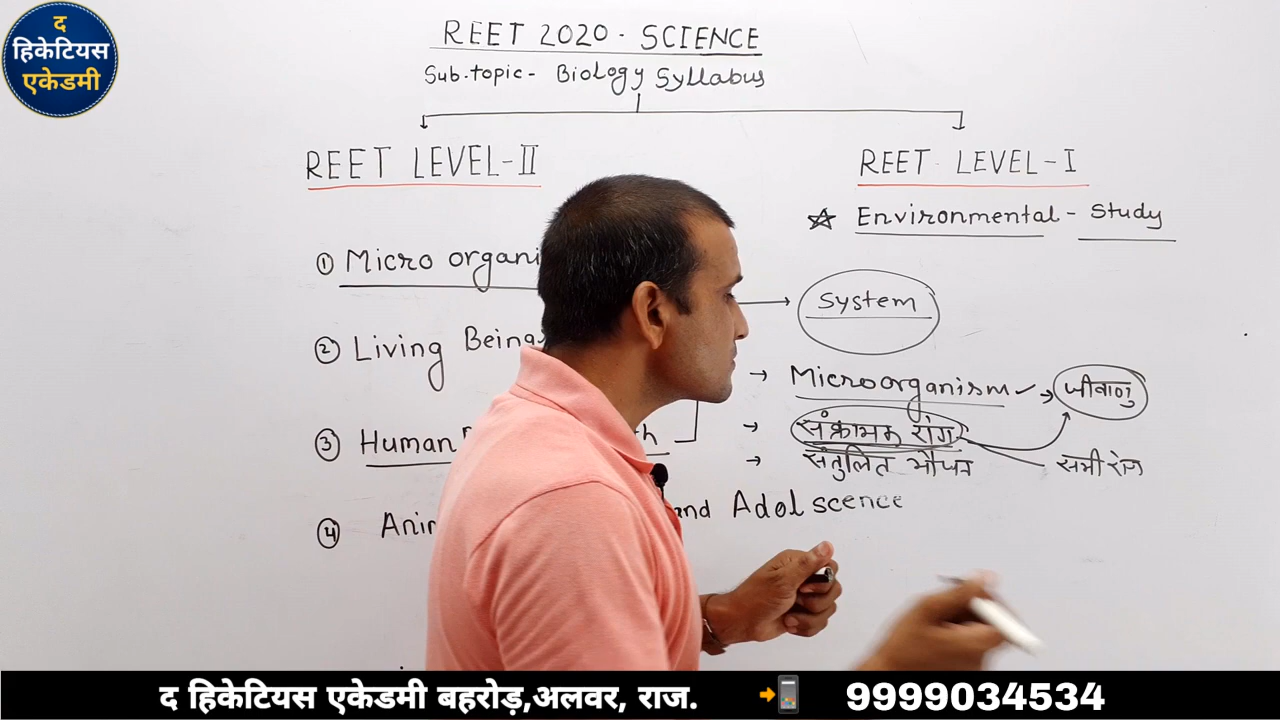 द
हिकेटियस
एकेडमी
REET 2020 - SCIENCE
Sub.topic - Biology Syllabus
REET LEVEL-II
REET LEVEL-I
☆ Environmental - Study
① Micro organi
System
② Living Being
→ Microorganism ✓ → जीवाणु
③ Human
→ संक्रामक रोग
→ संतुलित भोजन
सभी रोग
④ Ani
and Adolscence
द हिकेटियस एकेडमी बहरोड़,अलवर, राज.
9999034534